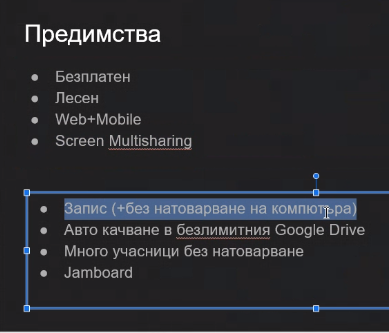 Предимства
● Безплатен
● Лесен
● Web+Mobile
● Screen Multisharing
● Запис (+без натоварване на компютъра)
● Авто качване в безлимитния Google Drive
● Много учасници без натоварване
● Jamboard